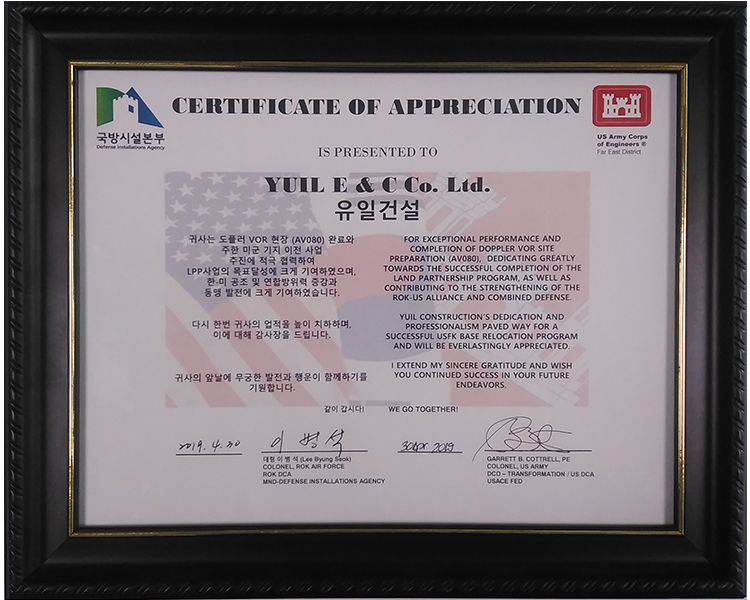 CERTIFICATE OF APPRECIATION
국방시설본부
Defense Installations Agency
US Army Corps
of Engineers ®
Far East District
IS PRESENTED TO
YUIL E & C Co. Ltd.
유일건설
귀사는 도플러 VOR 현장 (AV080) 완료와
주한 미군 기지 이전 사업
추진에 적극 협력하여
LPP사업의 목표달성에 크게 기여하였으며,
한·미 공조 및 연합방위력 증강과
동맹 발전에 크게 기여하였습니다.
다시 한번 귀사의 업적을 높이 치하하며,
이에 대해 감사장을 드립니다.
귀사의 앞날에 무궁한 발전과 행운이 함께하기를
기원합니다.
FOR EXCEPTIONAL PERFORMANCE AND
COMPLETION OF DOPPLER VOR SITE
PREPARATION (AV080), DEDICATING GREATLY
TOWARDS THE SUCCESSFUL COMPLETION OF THE
LAND PARTNERSHIP PROGRAM, AS WELL AS
CONTRIBUTING TO THE STRENGTHENING OF THE
ROK-US ALLIANCE AND COMBINED DEFENSE.
YUIL CONSTRUCTION'S DEDICATION AND
PROFESSIONALISM PAVED WAY FOR A
SUCCESSFUL USFK BASE RELOCATION PROGRAM
AND WILL BE EVERLASTINGLY APPRECIATED.
I EXTEND MY SINCERE GRATITUDE AND WISH
YOU CONTINUED SUCCESS IN YOUR FUTURE
ENDEAVORS.
같이 갑시다! WE GO TOGETHER!
2019. 4. 30
이병석
대령 이 병 석 (Lee Byung Seok)
COLONEL, ROK AIR FORCE
ROK DCA
MND-DEFENSE INSTALLATIONS AGENCY
30 Apr 2019
GARRETT B. COTTRELL, PE
COLONEL, US ARMY
DCO – TRANSFORMATION / US DCA
USACE FED